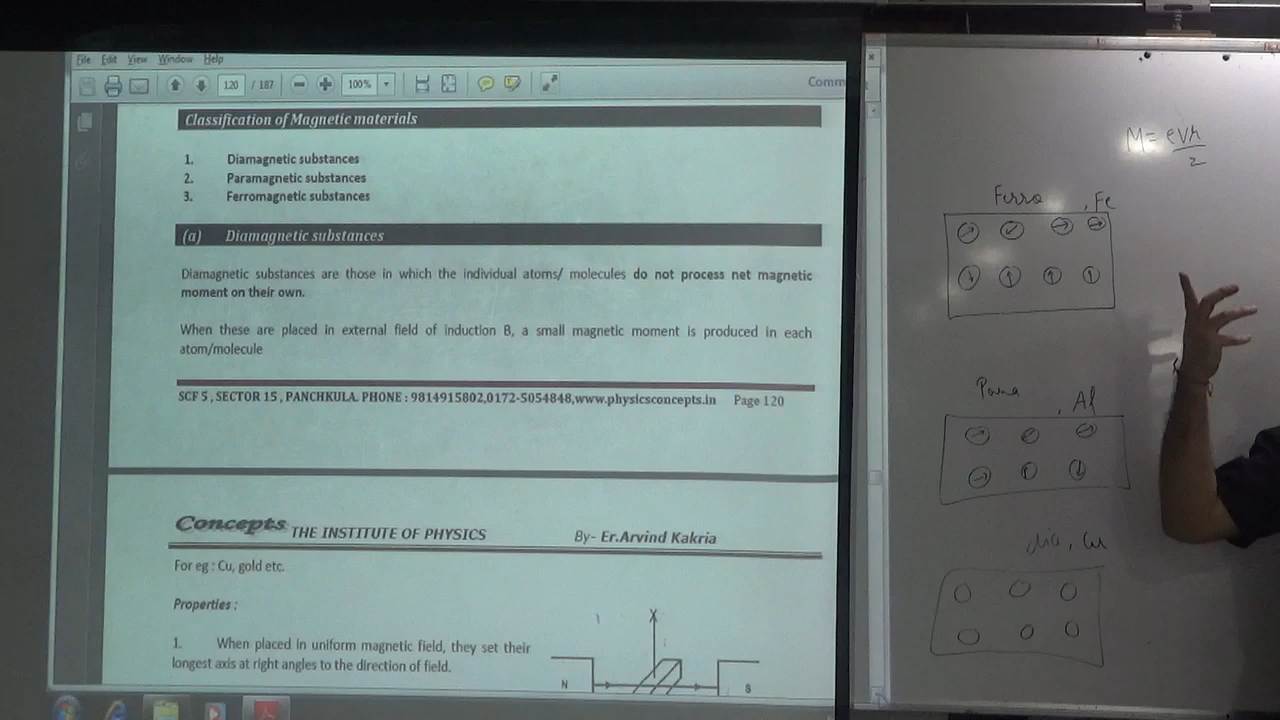 File Edit View Window Help
120 / 187 100% Comm
Classification of Magnetic materials
1. Diamagnetic substances
2. Paramagnetic substances
3. Ferromagnetic substances
(a) Diamagnetic substances
Diamagnetic substances are those in which the individual atoms/ molecules do not process net magnetic
moment on their own.
When these are placed in external field of induction B, a small magnetic moment is produced in each
atom/molecule
SCF 5 , SECTOR 15 , PANCHKULA. PHONE : 9814915802,0172-5054848,www.physicsconcepts.in Page 120
Concepts THE INSTITUTE OF PHYSICS By- Er.Arvind Kakria
For eg : Cu, gold etc.
Properties :
1. When placed in uniform magnetic field, they set their
longest axis at right angles to the direction of field.
X
N S
M = evr/2
Ferro , Fe
Para , Al
dia, Cu